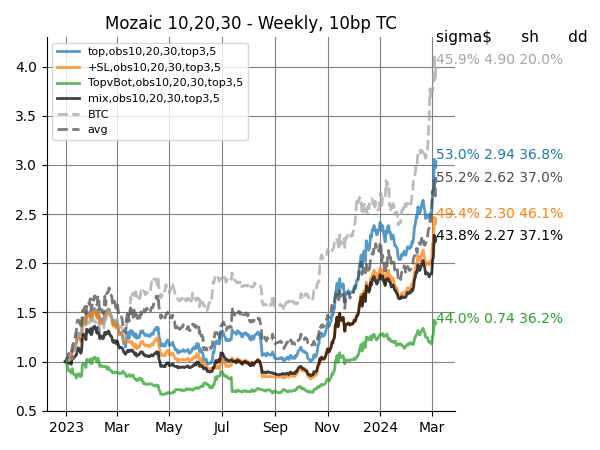 Mozaic 10,20,30 - Weekly, 10bp TC
sigma$ sh dd
top,obs10,20,30,top3,5
+SL,obs10,20,30,top3,5
TopvBot,obs10,20,30,top3,5
mix,obs10,20,30,top3,5
BTC
avg
45.9% 4.90 20.0%
53.0% 2.94 36.8%
55.2% 2.62 37.0%
49.4% 2.30 46.1%
43.8% 2.27 37.1%
44.0% 0.74 36.2%
4.0
3.5
3.0
2.5
2.0
1.5
1.0
0.5
2023 Mar May Jul Sep Nov 2024 Mar